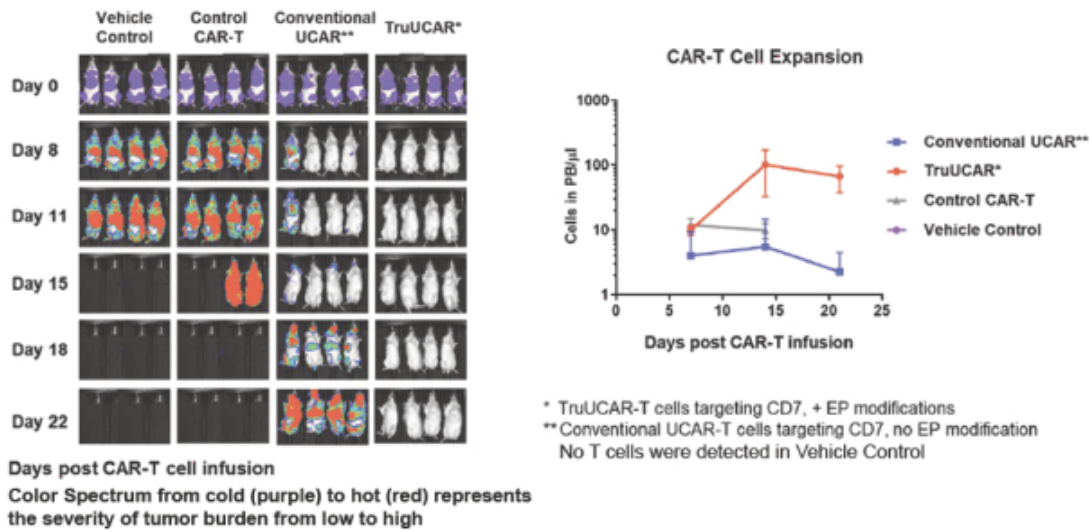 Vehicle Control
Control CAR-T
Conventional UCAR**
TruUCAR*
Day 0
Day 8
Day 11
Day 15
Day 18
Day 22
Days post CAR-T cell infusion
Color Spectrum from cold (purple) to hot (red) represents
the severity of tumor burden from low to high
CAR-T Cell Expansion
Cells in PB/µl
1000
100
10
1
0 5 10 15 20 25
Days post CAR-T infusion
Conventional UCAR**
TruUCAR*
Control CAR-T
Vehicle Control
* TruUCAR-T cells targeting CD7, + EP modifications
** Conventional UCAR-T cells targeting CD7, no EP modification
No T cells were detected in Vehicle Control